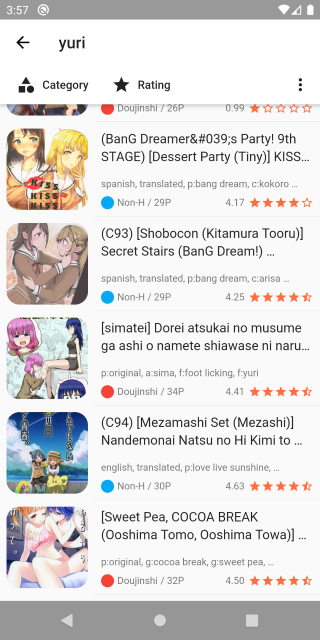 3:57
yuri
Category
Rating
Doujinshi / 26P
0.99
(BanG Dreamer&#039;s Party! 9th
STAGE) [Dessert Party (Tiny)] KISS…
spanish, translated, p:bang dream, c:kokoro …
Non-H / 29P
4.17
KISS
KISS
KISS
(C93) [Shobocon (Kitamura Tooru)]
Secret Stairs (BanG Dream!) …
spanish, translated, p:bang dream, c:arisa …
Non-H / 29P
4.25
[simatei] Dorei atsukai no musume
ga ashi o namete shiawase ni naru…
p:original, a:sima, f:foot licking, f:yuri
Doujinshi / 34P
4.41
(C94) [Mezamashi Set (Mezashi)]
Nandemonai Natsu no Hi Kimi to …
english, translated, p:love live sunshine, …
Non-H / 30P
4.63
[Sweet Pea, COCOA BREAK
(Ooshima Tomo, Ooshima Towa)] …
p:original, g:cocoa break, g:sweet pea, …
Doujinshi / 32P
4.50